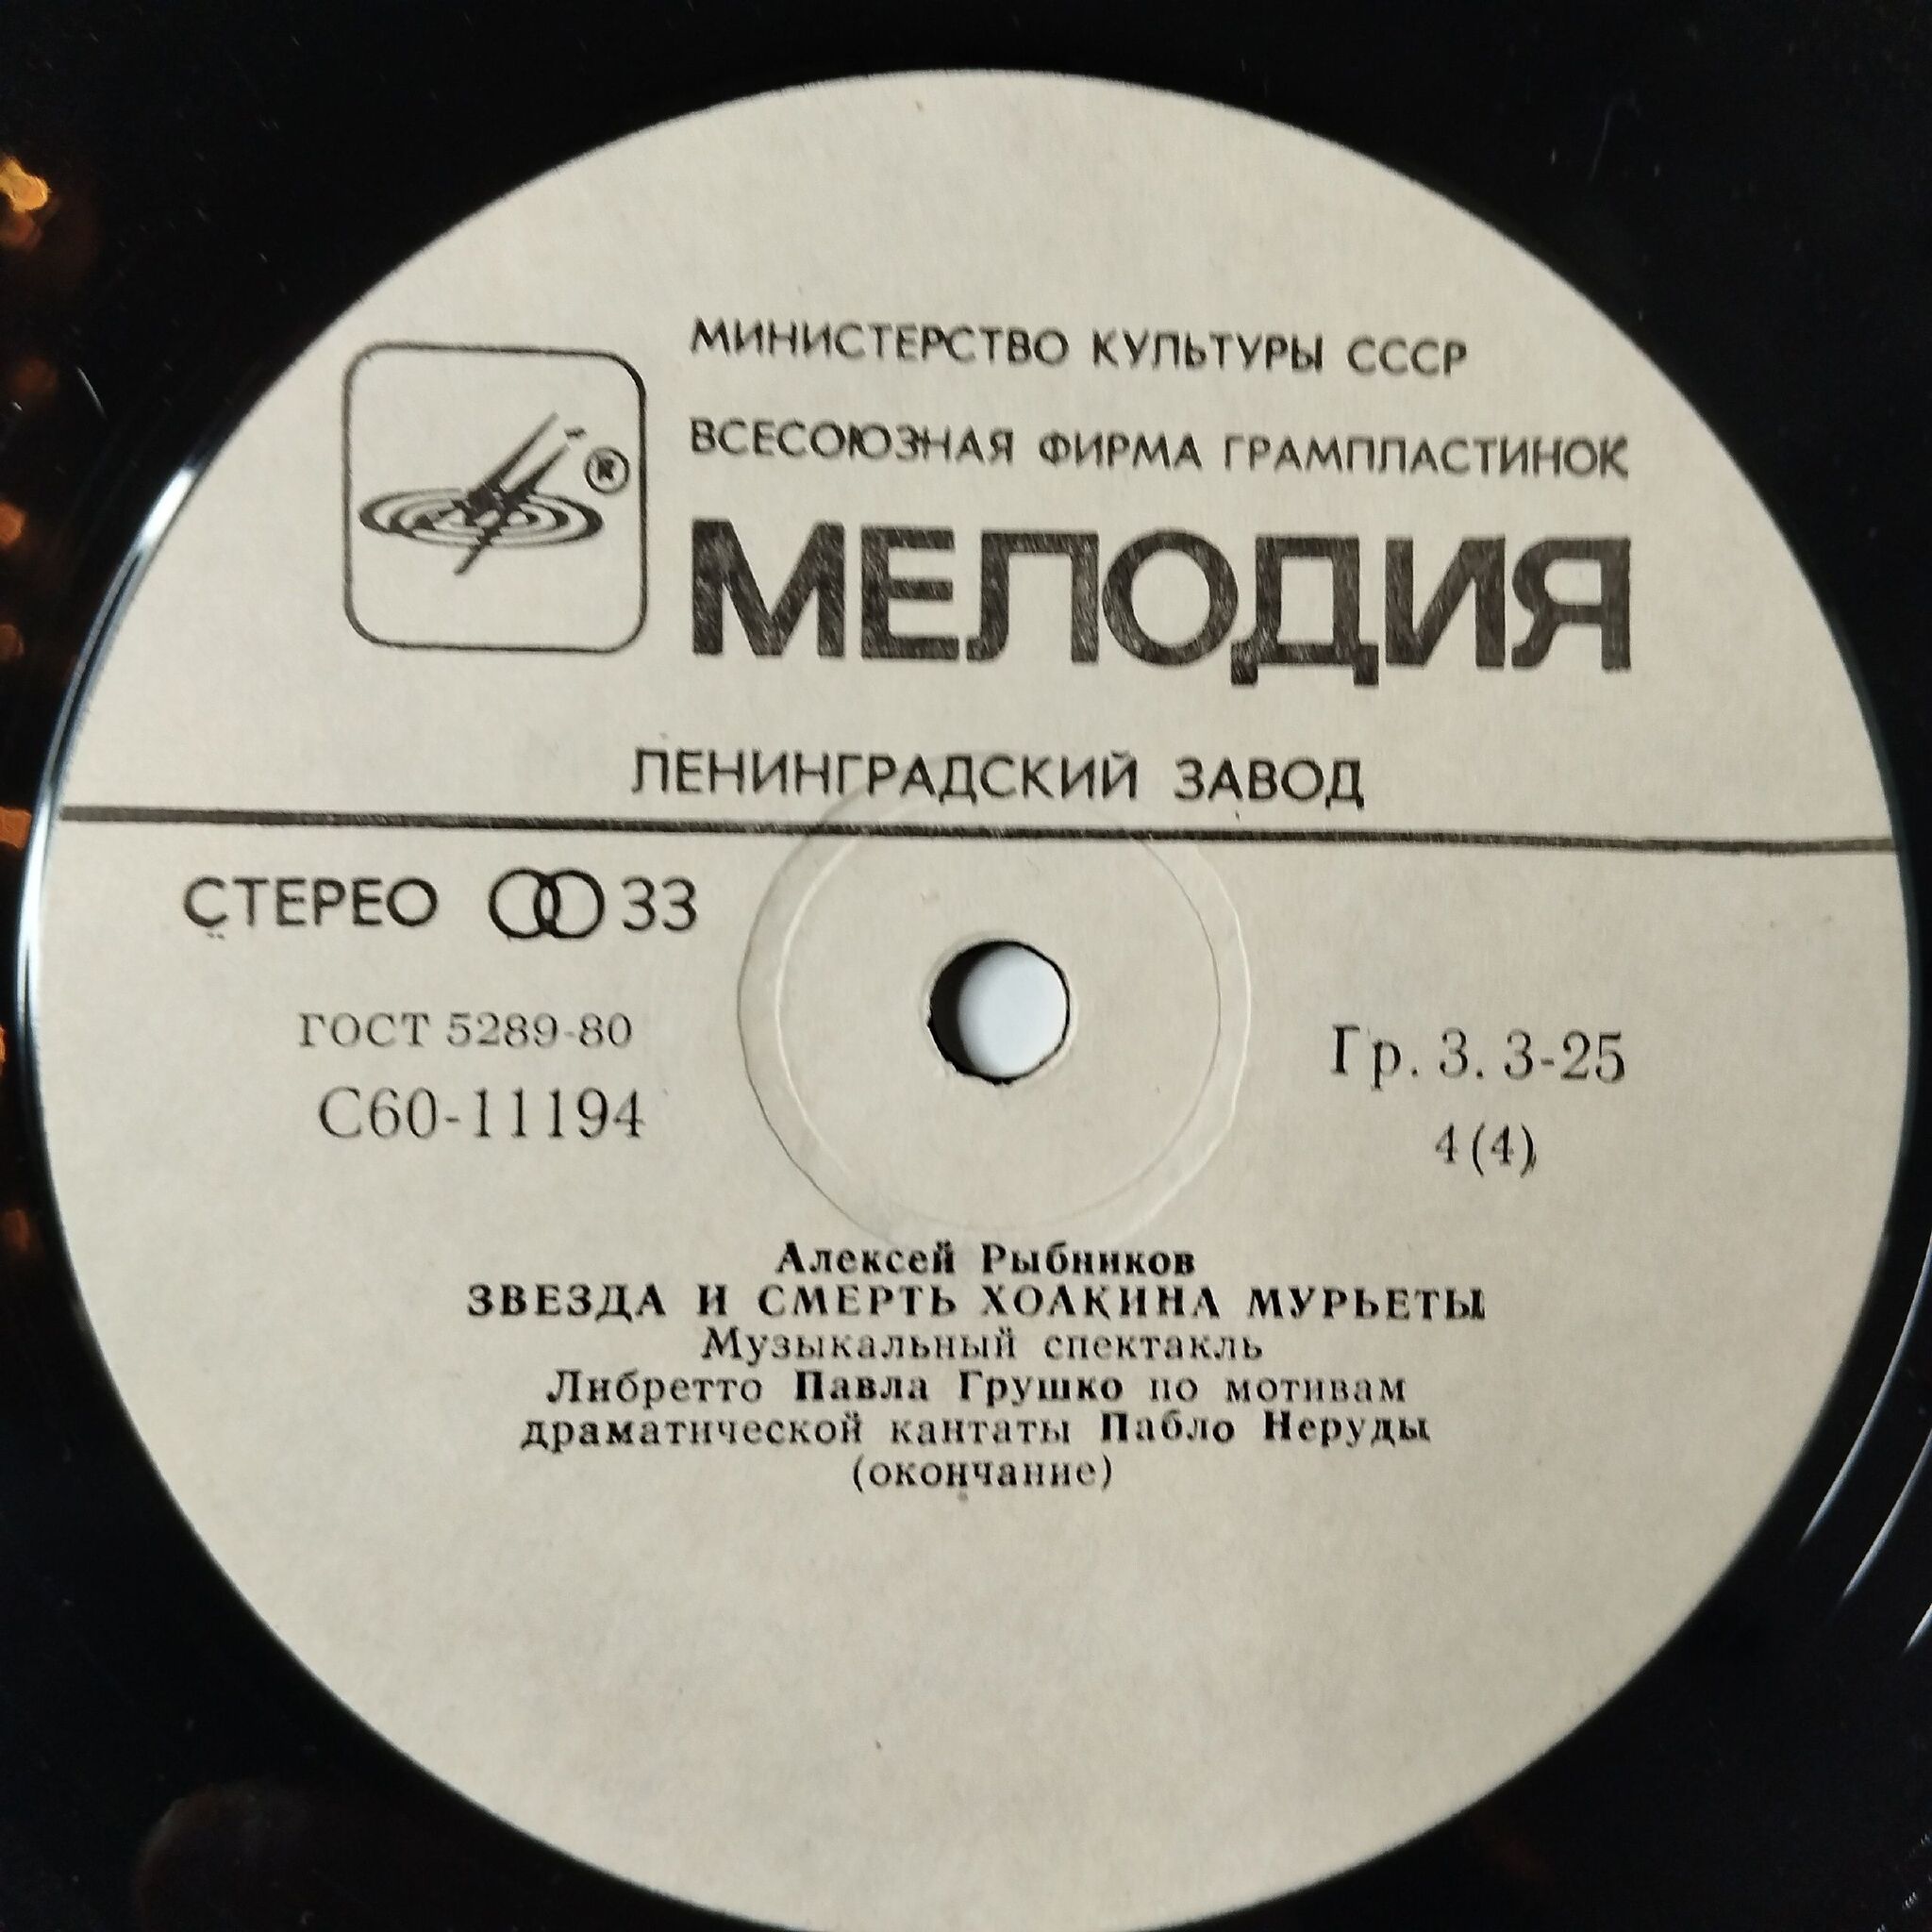 МИНИСТЕРСТВО КУЛЬТУРЫ СССР
ВСЕСОЮЗНАЯ ФИРМА ГРАМПЛАСТИНОК
®
МЕЛОДИЯ
ЛЕНИНГРАДСКИЙ ЗАВОД
СТЕРЕО 33
ГОСТ 5289-80
С60-11194
Гр. 3. 3-25
4(4)
Алексей Рыбников
ЗВЕЗДА И СМЕРТЬ ХОАКИНА МУРЬЕТЫ
Музыкальный спектакль
Либретто Павла Грушко по мотивам
драматической кантаты Пабло Неруды
(окончание)